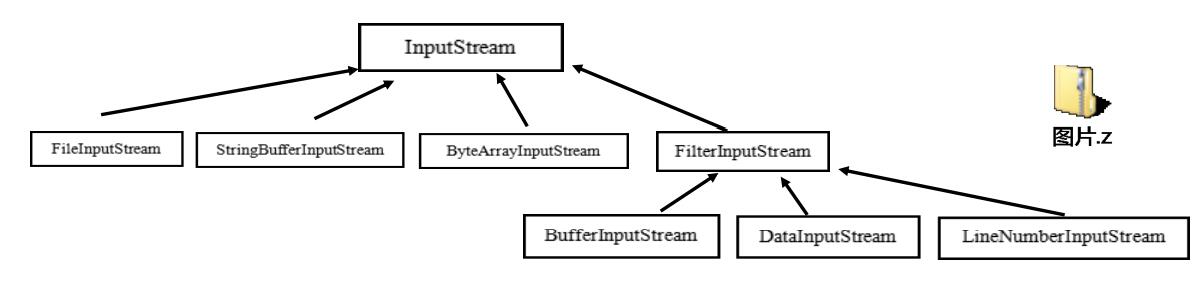 InputStream
FileInputStream
StringBufferInputStream
ByteArrayInputStream
FilterInputStream
图片.z
BufferInputStream
DataInputStream
LineNumberInputStream